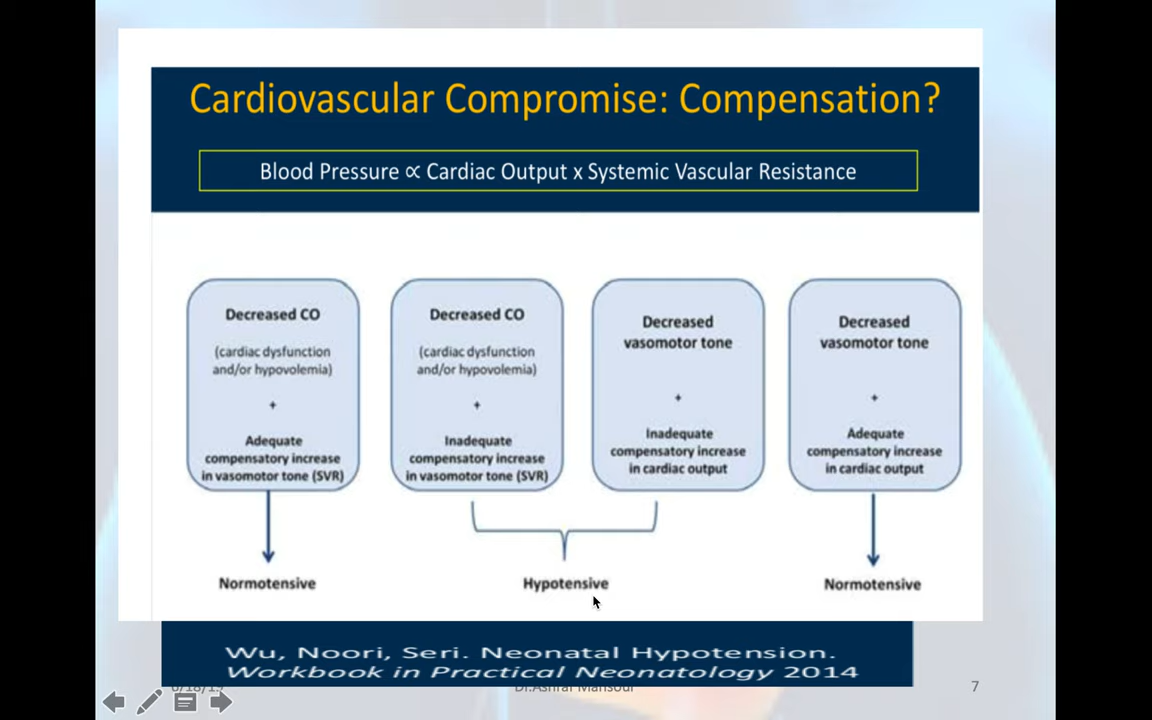 Cardiovascular Compromise: Compensation?
Blood Pressure ∝ Cardiac Output x Systemic Vascular Resistance
Decreased CO
(cardiac dysfunction
and/or hypovolemia)
+
Adequate
compensatory increase
in vasomotor tone (SVR)
Decreased CO
(cardiac dysfunction
and/or hypovolemia)
+
Inadequate
compensatory increase
in vasomotor tone (SVR)
Decreased
vasomotor tone
+
Inadequate
compensatory increase
in cardiac output
Decreased
vasomotor tone
+
Adequate
compensatory increase
in cardiac output
Normotensive
Hypotensive
Normotensive
Wu, Noori, Seri. Neonatal Hypotension.
Workbook in Practical Neonatology 2014
Dr.Ashraf Mansour
7